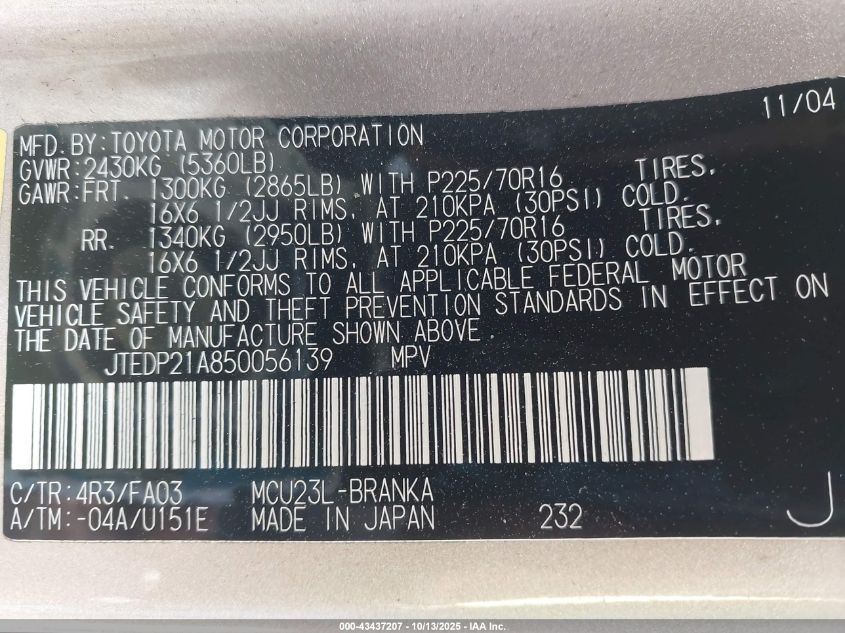 11/04
MFD. BY: TOYOTA MOTOR CORPORATION
GVWR: 2430KG (5360LB)
GAWR: FRT 1300KG (2865LB) WITH P225/70R16 TIRES,
16X6 1/2JJ RIMS, AT 210KPA (30PSI) COLD.
RR. 1340KG (2950LB) WITH P225/70R16 TIRES,
16X6 1/2JJ RIMS, AT 210KPA (30PSI) COLD.
THIS VEHICLE CONFORMS TO ALL APPLICABLE FEDERAL MOTOR
VEHICLE SAFETY AND THEFT PREVENTION STANDARDS IN EFFECT ON
THE DATE OF MANUFACTURE SHOWN ABOVE.
JTEDP21A850056139 MPV
C/TR: 4R3/FA03 MCU23L-BRANKA
A/TM: -04A/U151E MADE IN JAPAN 232 J
000-43437207 - 10/13/2025 - IAA Inc.